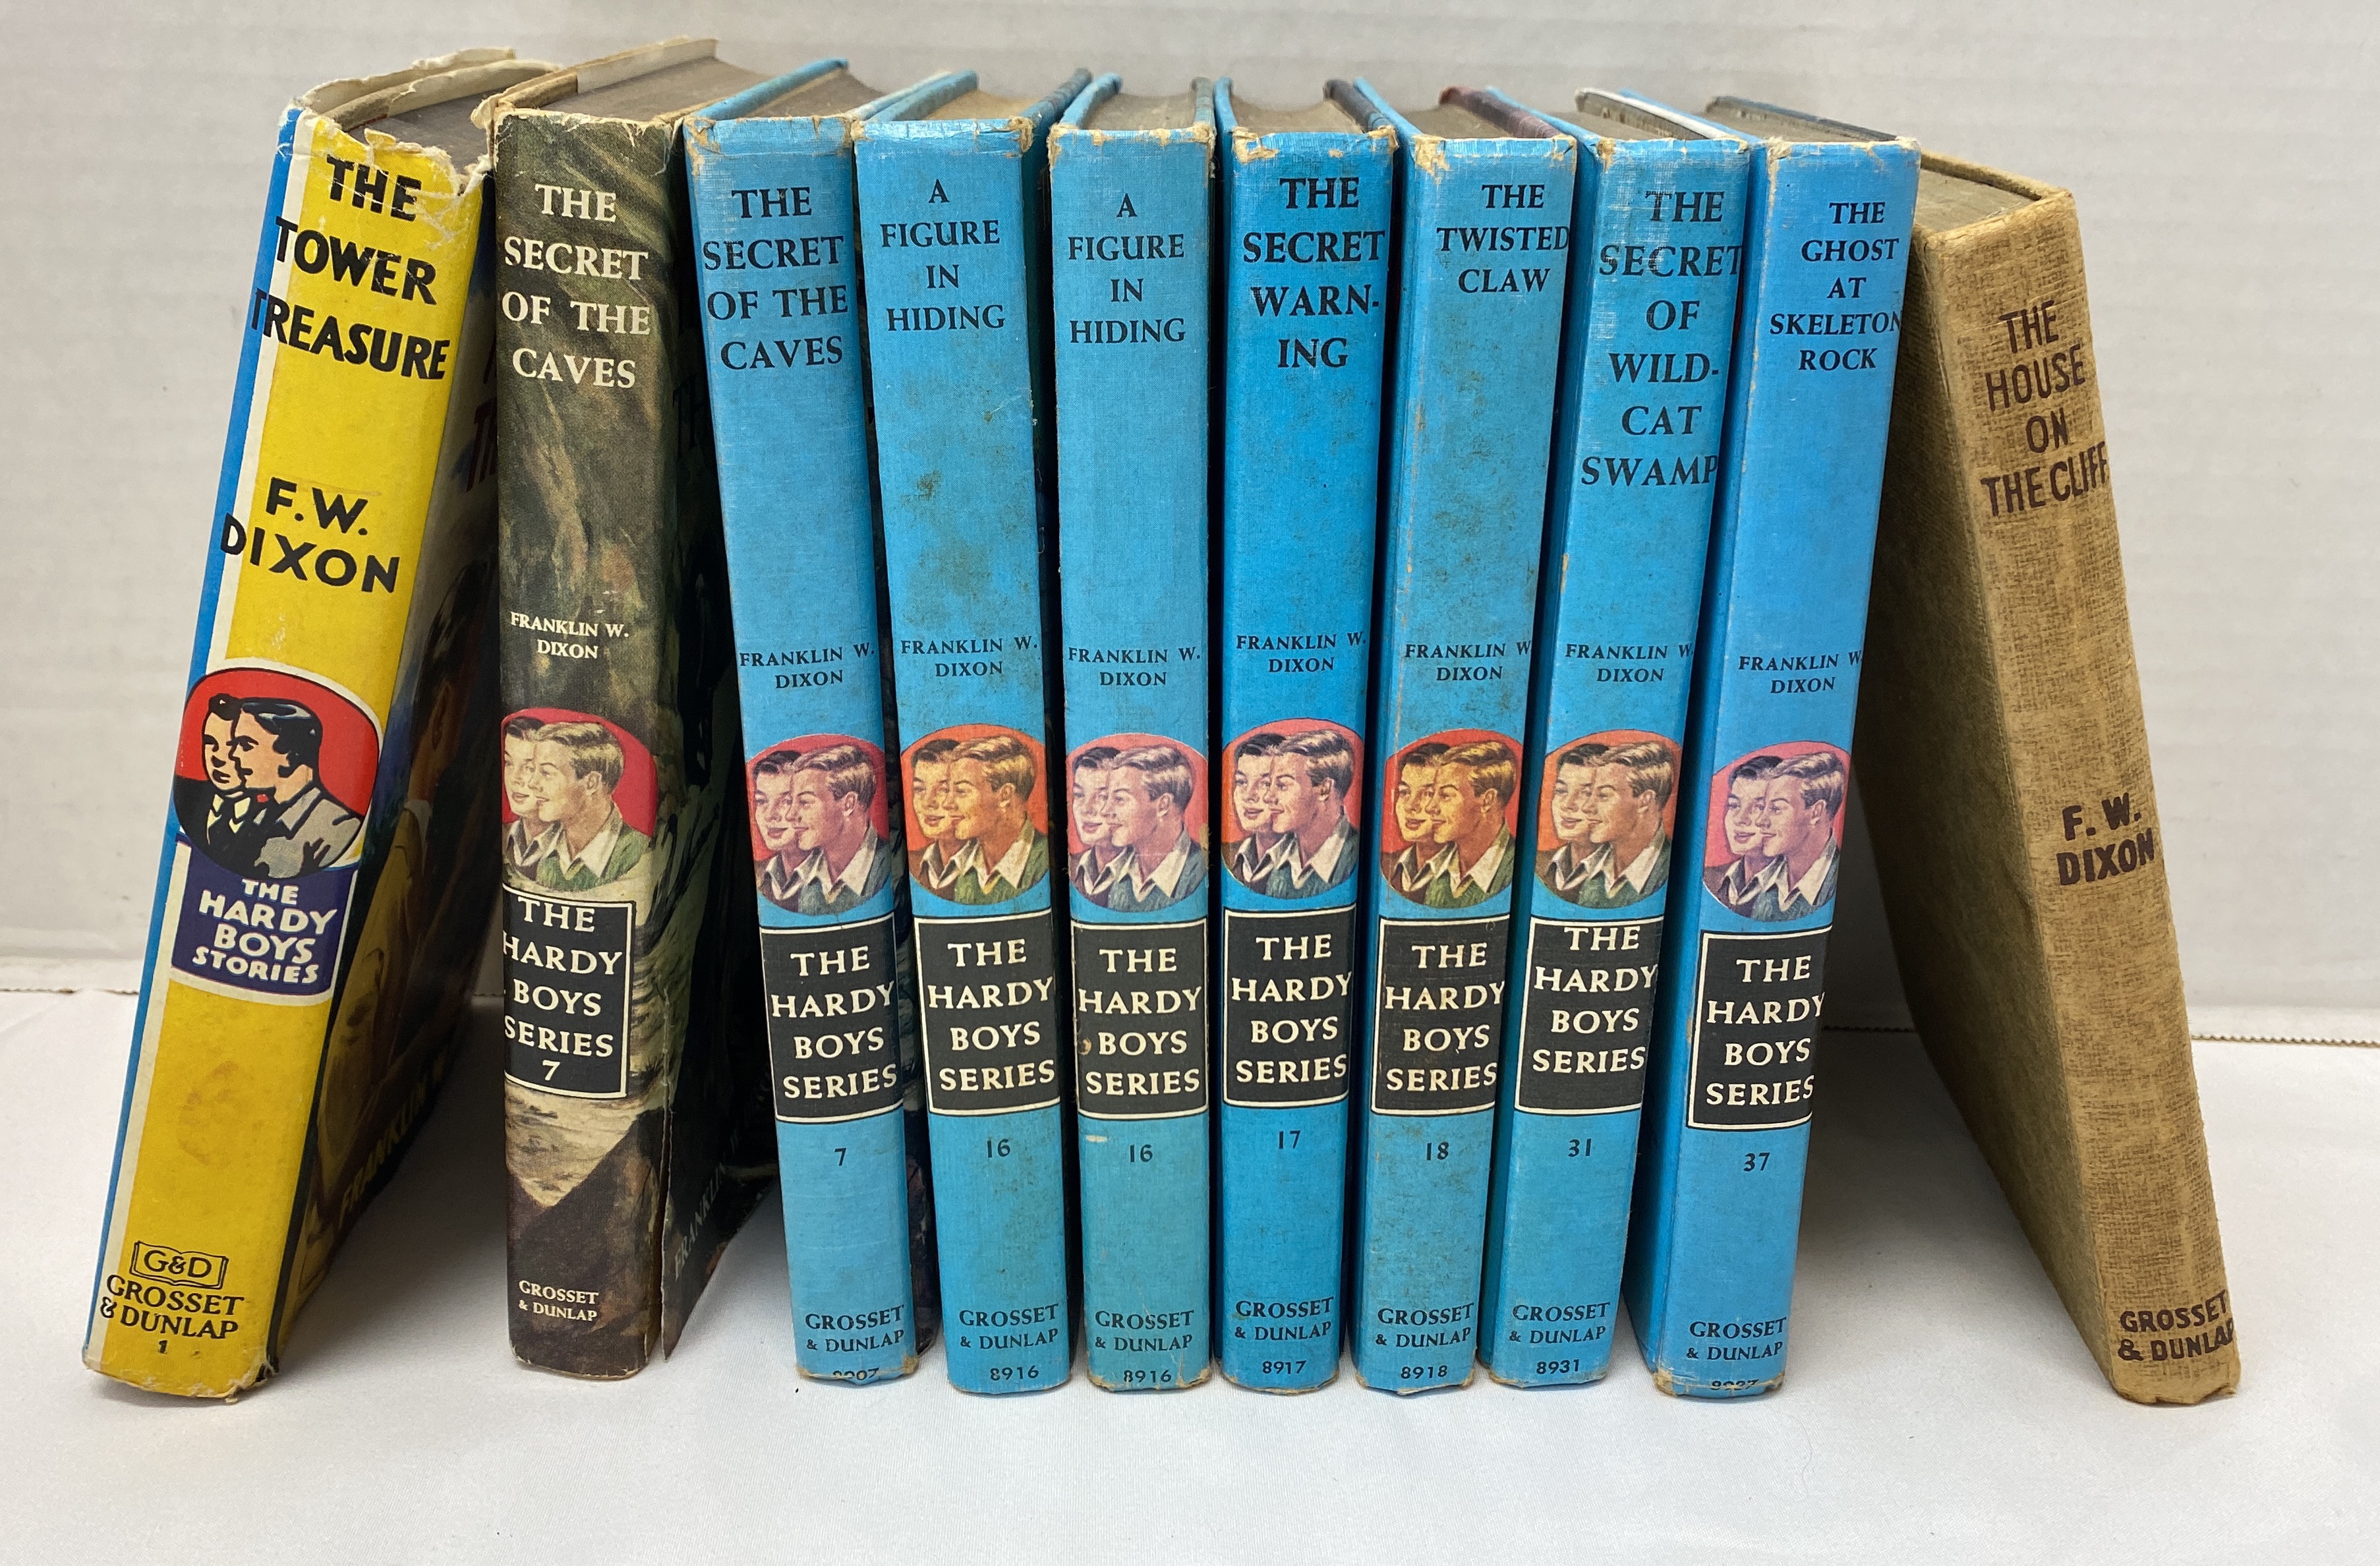 THE
TOWER
TREASURE
F.W.
DIXON
THE
HARDY
BOYS
STORIES
G&D
GROSSET
& DUNLAP
1
THE
SECRET
OF THE
CAVES
FRANKLIN W.
DIXON
THE
HARDY
BOYS
SERIES
7
GROSSET
& DUNLAP
THE
SECRET
OF THE
CAVES
FRANKLIN W.
DIXON
THE
HARDY
BOYS
SERIES
7
GROSSET
& DUNLAP
A
FIGURE
IN
HIDING
FRANKLIN W.
DIXON
THE
HARDY
BOYS
SERIES
16
GROSSET
& DUNLAP
8916
A
FIGURE
IN
HIDING
FRANKLIN W.
DIXON
THE
HARDY
BOYS
SERIES
16
GROSSET
& DUNLAP
8916
THE
SECRET
WARN-
ING
FRANKLIN W.
DIXON
THE
HARDY
BOYS
SERIES
17
GROSSET
& DUNLAP
8917
THE
TWISTED
CLAW
FRANKLIN W.
DIXON
THE
HARDY
BOYS
SERIES
18
GROSSET
& DUNLAP
8918
THE
SECRET
OF
WILD-
CAT
SWAMP
FRANKLIN W.
DIXON
THE
HARDY
BOYS
SERIES
31
GROSSET
& DUNLAP
8931
THE
GHOST
AT
SKELETON
ROCK
FRANKLIN W.
DIXON
THE
HARDY
BOYS
SERIES
37
GROSSET
& DUNLAP
THE
HOUSE
ON
THE CLIFF
F. W.
DIXON
GROSSET
& DUNLAP